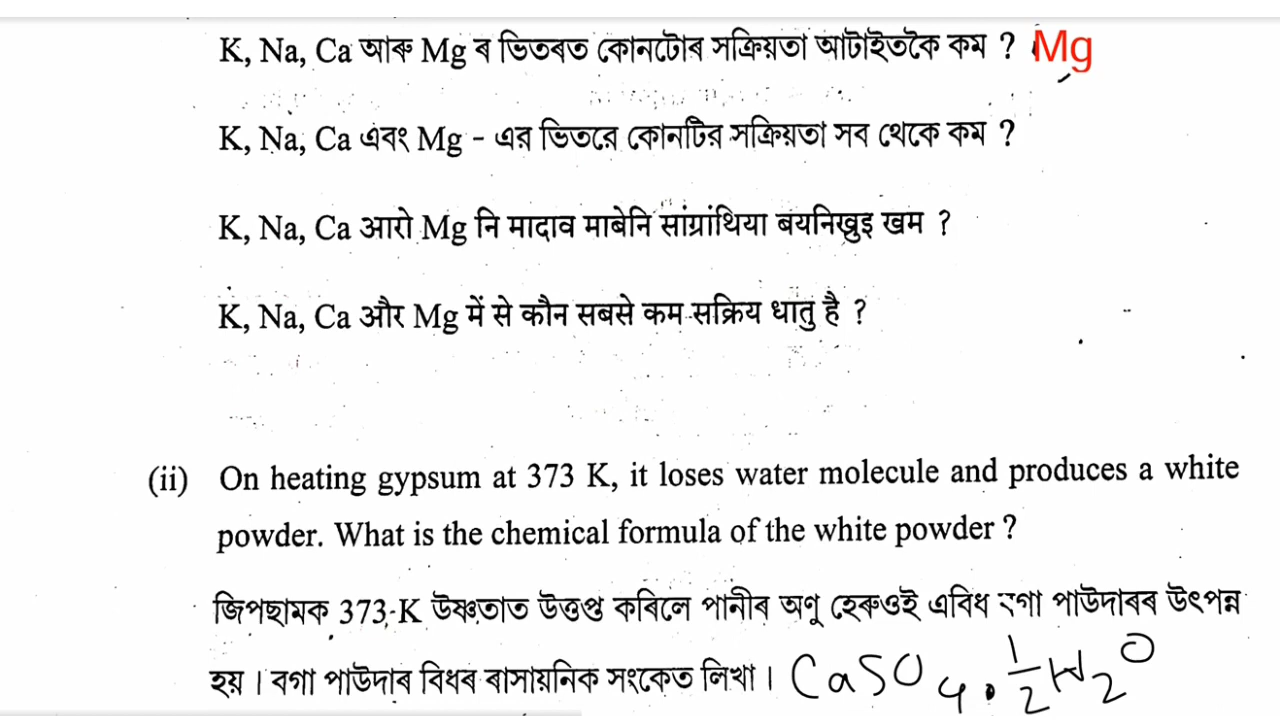 K, Na, Ca আৰু Mg ৰ ভিতৰত কোনটোৰ সক্ৰিয়তা আটাইতকৈ কম ? Mg
K, Na, Ca এবং Mg - এর ভিতরে কোনটির সক্রিয়তা সব থেকে কম ?
K, Na, Ca आरो Mg नि मादाव माबेनि सांग्रांथिया बयनिखुइ खम ?
K, Na, Ca और Mg में से कौन सबसे कम सक्रिय धातु है ?
(ii) On heating gypsum at 373 K, it loses water molecule and produces a white
powder. What is the chemical formula of the white powder ?
জিপছামক 373 K উষ্ণতাত উত্তপ্ত কৰিলে পানীৰ অণু হেৰুওই এবিধ বগা পাউদাৰৰ উৎপন্ন
হয় । বগা পাউদাৰ বিধৰ ৰাসায়নিক সংকেত লিখা । CaSO₄.½H₂O